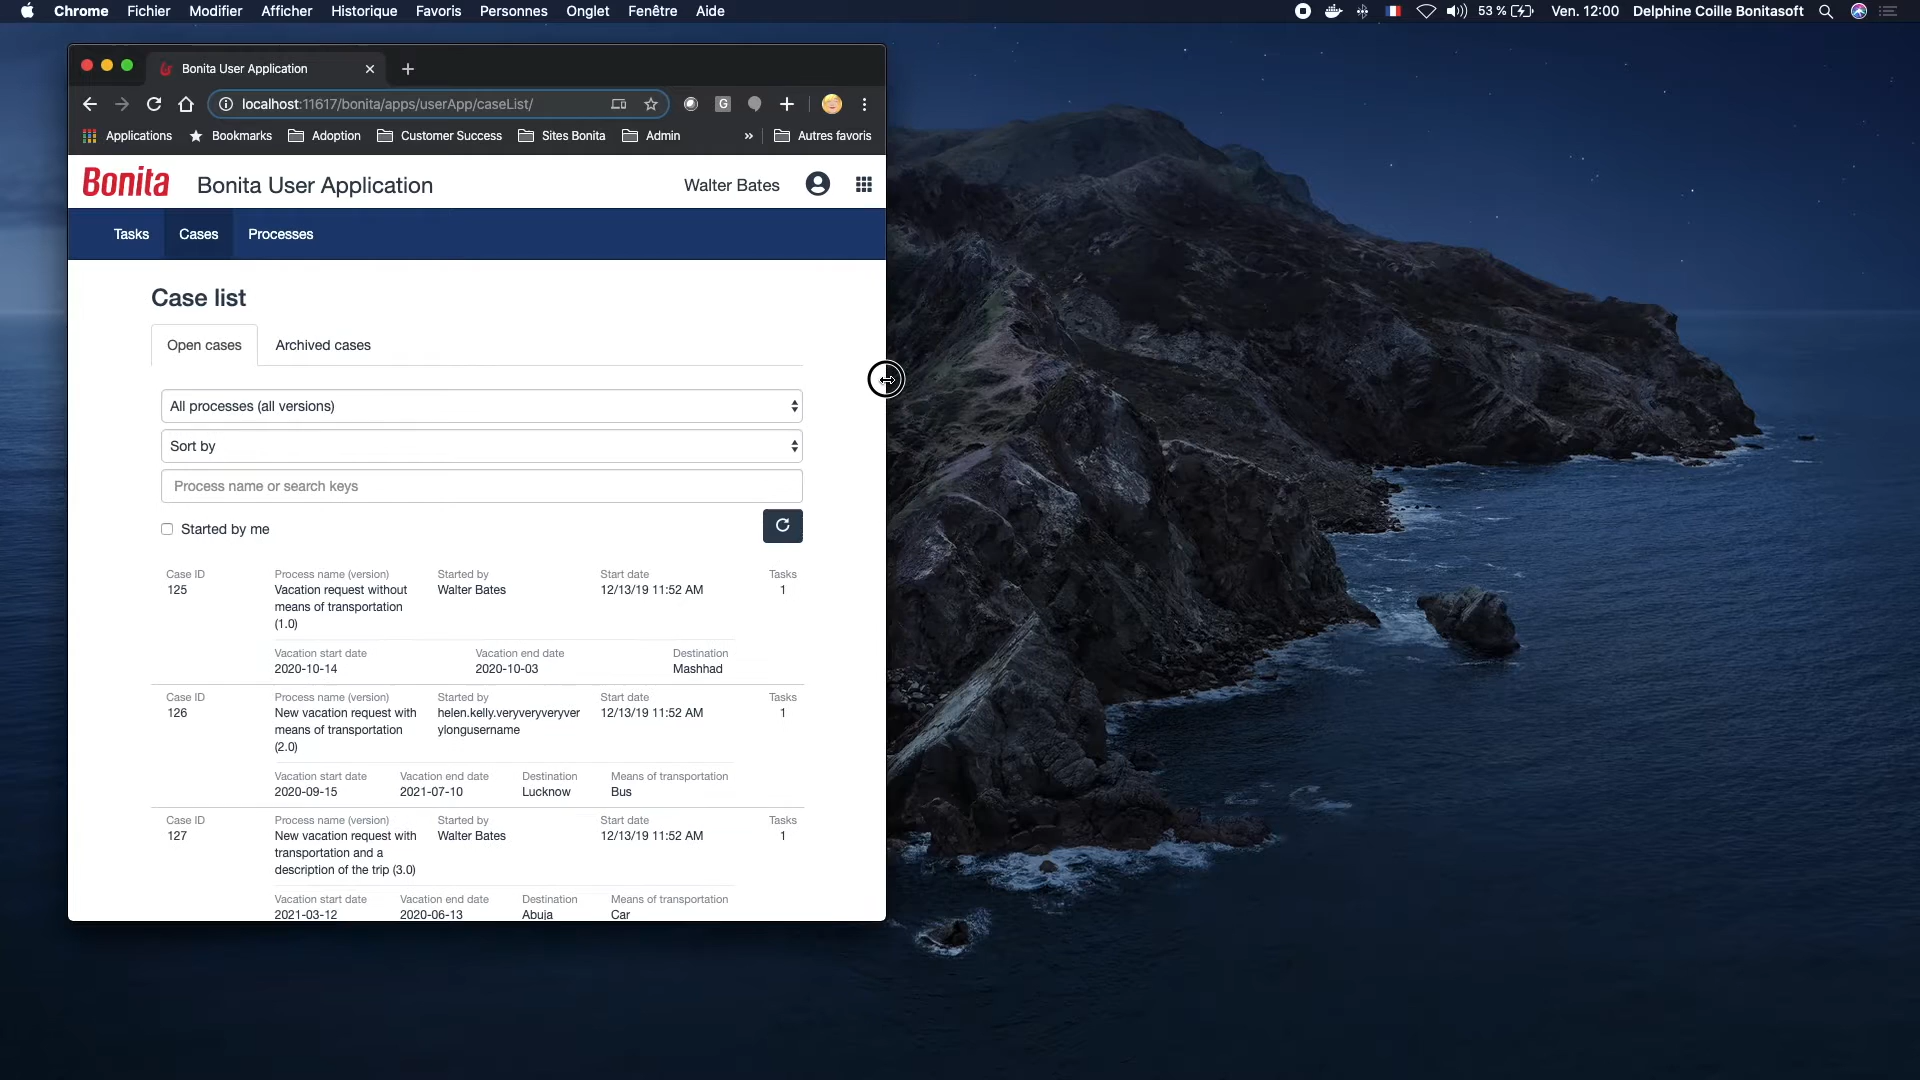 Chrome Fichier Modifier Afficher Historique Favoris Personnes Onglet Fenêtre Aide 53 % Ven. 12:00 Delphine Coille Bonitasoft
Bonita User Application
localhost:11617/bonita/apps/userApp/caseList/ G
Applications Bookmarks Adoption Customer Success Sites Bonita Admin » Autres favoris
Bonita Bonita User Application Walter Bates
Tasks Cases Processes
Case list
Open cases Archived cases
All processes (all versions)
Sort by
Process name or search keys
Started by me
Case ID Process name (version) Started by Start date Tasks
125 Vacation request without Walter Bates 12/13/19 11:52 AM 1
means of transportation
(1.0)
Vacation start date Vacation end date Destination
2020-10-14 2020-10-03 Mashhad
Case ID Process name (version) Started by Start date Tasks
126 New vacation request with helen.kelly.veryveryveryver 12/13/19 11:52 AM 1
means of transportation ylongusername
(2.0)
Vacation start date Vacation end date Destination Means of transportation
2020-09-15 2021-07-10 Lucknow Bus
Case ID Process name (version) Started by Start date Tasks
127 New vacation request with Walter Bates 12/13/19 11:52 AM 1
transportation and a
description of the trip (3.0)
Vacation start date Vacation end date Destination Means of transportation
2021-03-12 2020-06-13 Abuja Car